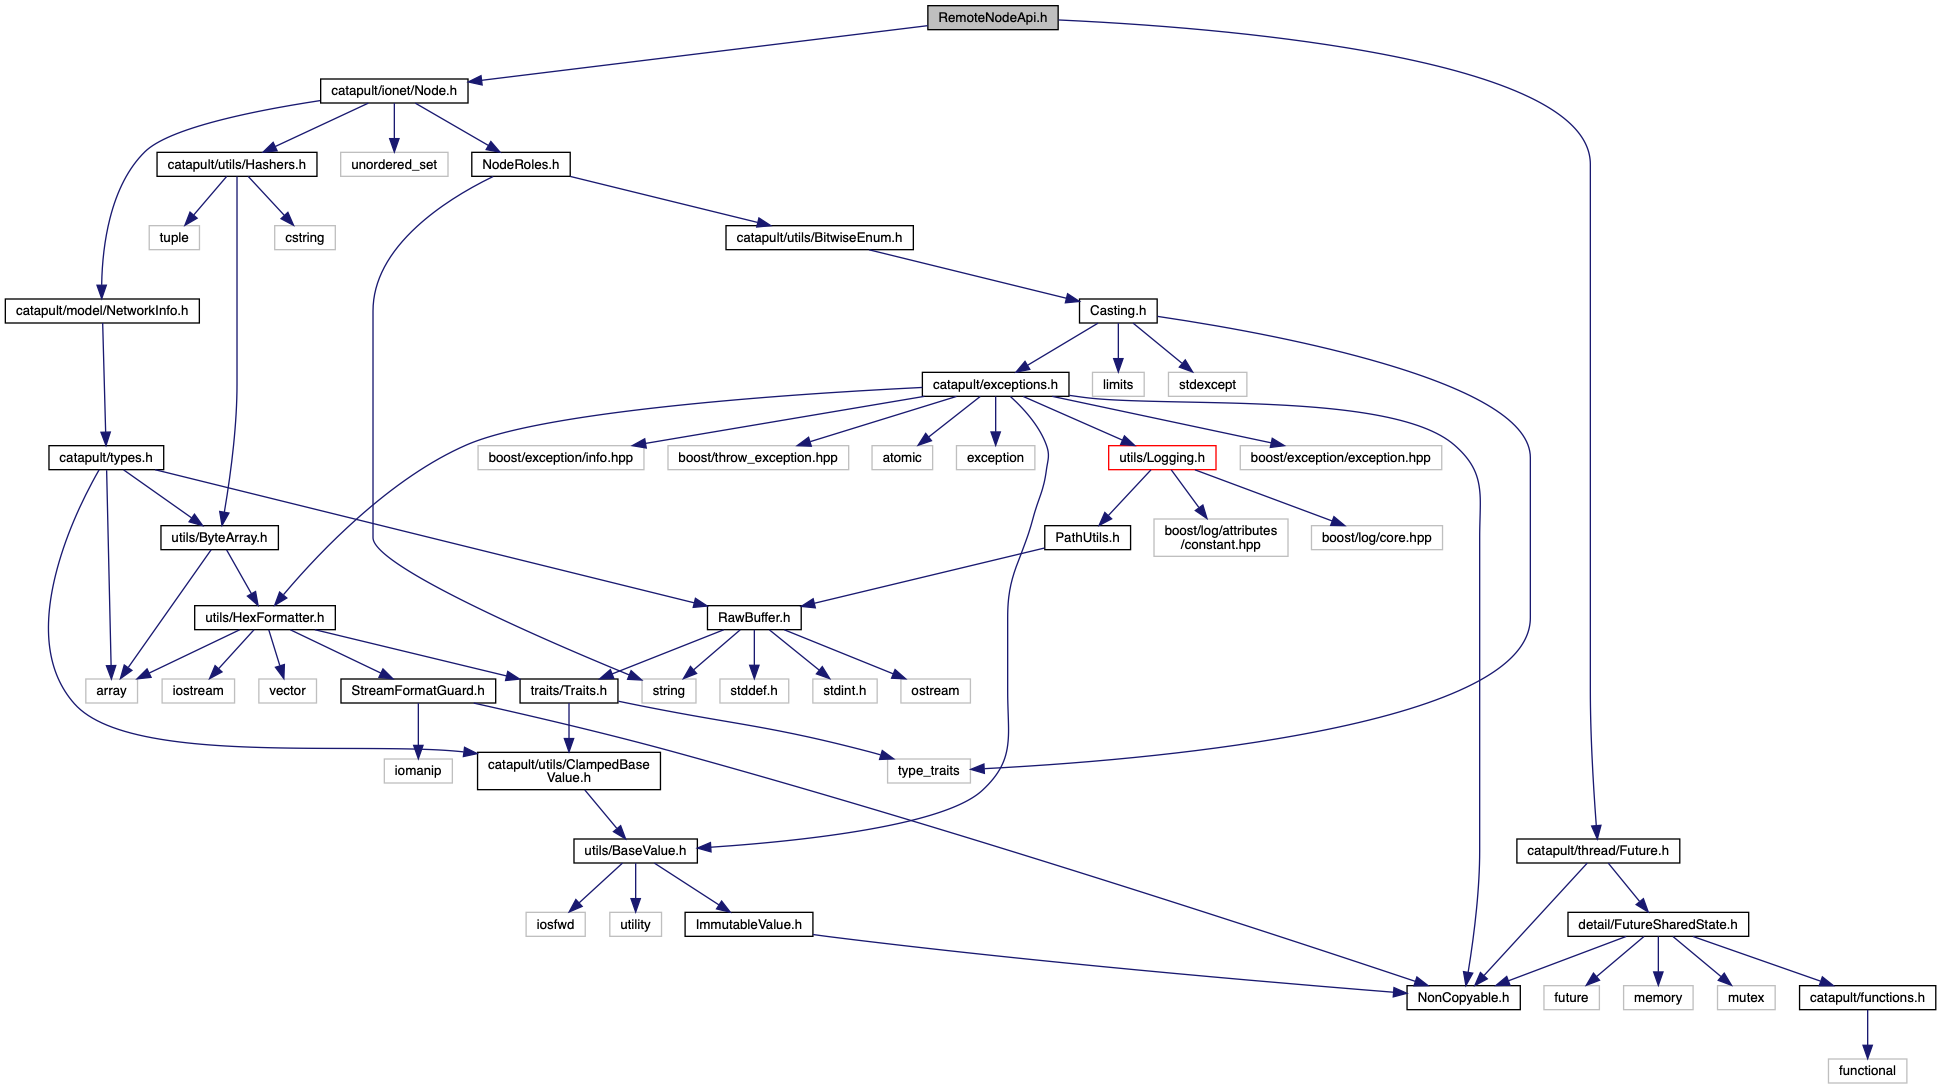 RemoteNodeApi.h
catapult/ionet/Node.h
catapult/utils/Hashers.h
unordered_set
NodeRoles.h
tuple
cstring
catapult/utils/BitwiseEnum.h
catapult/model/NetworkInfo.h
Casting.h
catapult/exceptions.h
limits
stdexcept
catapult/types.h
boost/exception/info.hpp
boost/throw_exception.hpp
atomic
exception
utils/Logging.h
boost/exception/exception.hpp
utils/ByteArray.h
PathUtils.h
boost/log/attributes
/constant.hpp
boost/log/core.hpp
utils/HexFormatter.h
RawBuffer.h
array
iostream
vector
StreamFormatGuard.h
traits/Traits.h
string
stddef.h
stdint.h
ostream
iomanip
catapult/utils/ClampedBase
Value.h
type_traits
utils/BaseValue.h
catapult/thread/Future.h
iosfwd
utility
ImmutableValue.h
detail/FutureSharedState.h
NonCopyable.h
future
memory
mutex
catapult/functions.h
functional